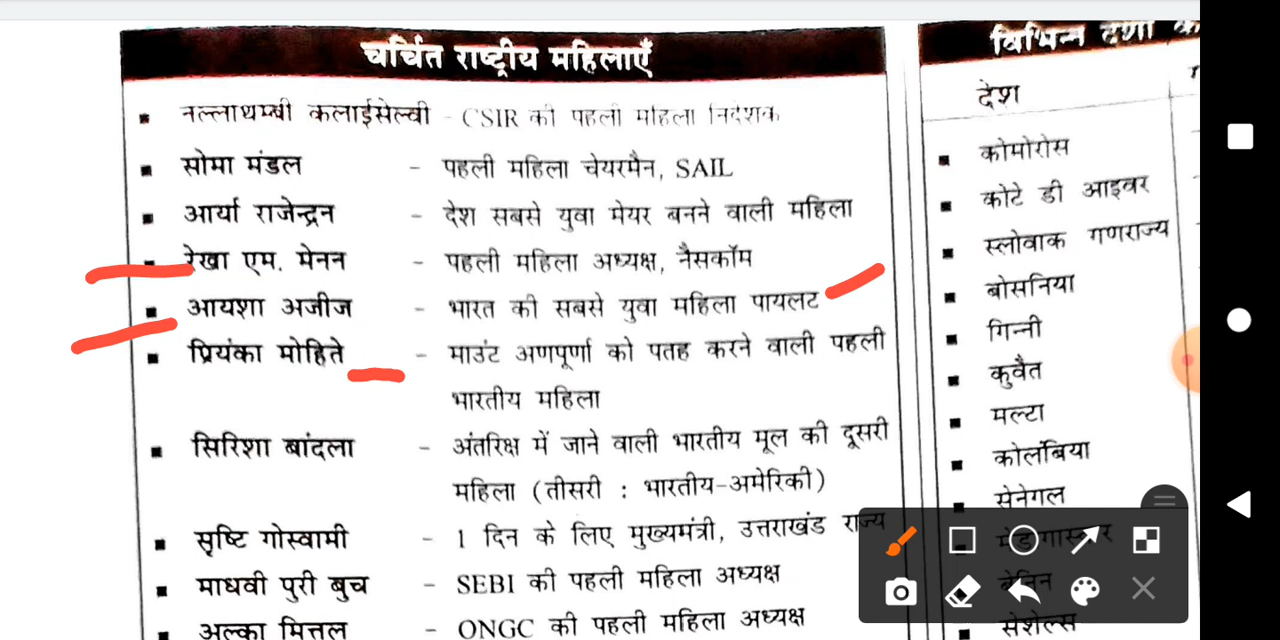 चर्चित राष्ट्रीय महिलाएँ
▪ नल्लाथम्बी कलाईसेल्वी - CSIR की पहली महिला निदेशक
▪ सोमा मंडल - पहली महिला चेयरमैन, SAIL
▪ आर्या राजेन्द्रन - देश सबसे युवा मेयर बनने वाली महिला
▪ रेखा एम. मेनन - पहली महिला अध्यक्ष, नैसकॉम
▪ आयशा अजीज - भारत की सबसे युवा महिला पायलट
▪ प्रियंका मोहिते - माउंट अणपूर्णा को पतह करने वाली पहली
भारतीय महिला
▪ सिरिशा बांदला - अंतरिक्ष में जाने वाली भारतीय मूल की दूसरी
महिला (तीसरी : भारतीय-अमेरिकी)
▪ सृष्टि गोस्वामी - 1 दिन के लिए मुख्यमंत्री, उत्तराखंड राज्य
▪ माधवी पुरी बुच - SEBI की पहली महिला अध्यक्ष
▪ अल्का मित्तल - ONGC की पहली महिला अध्यक्ष
विभिन्न
देश
▪ कोमोरोस
▪ कोटे डी आइवर
▪ स्लोवाक गणराज्य
▪ बोसनिया
▪ गिन्नी
▪ कुवैत
▪ मल्टा
▪ कोलंबिया
▪ सेनेगल
बेनिन
▪ सेशेल्स